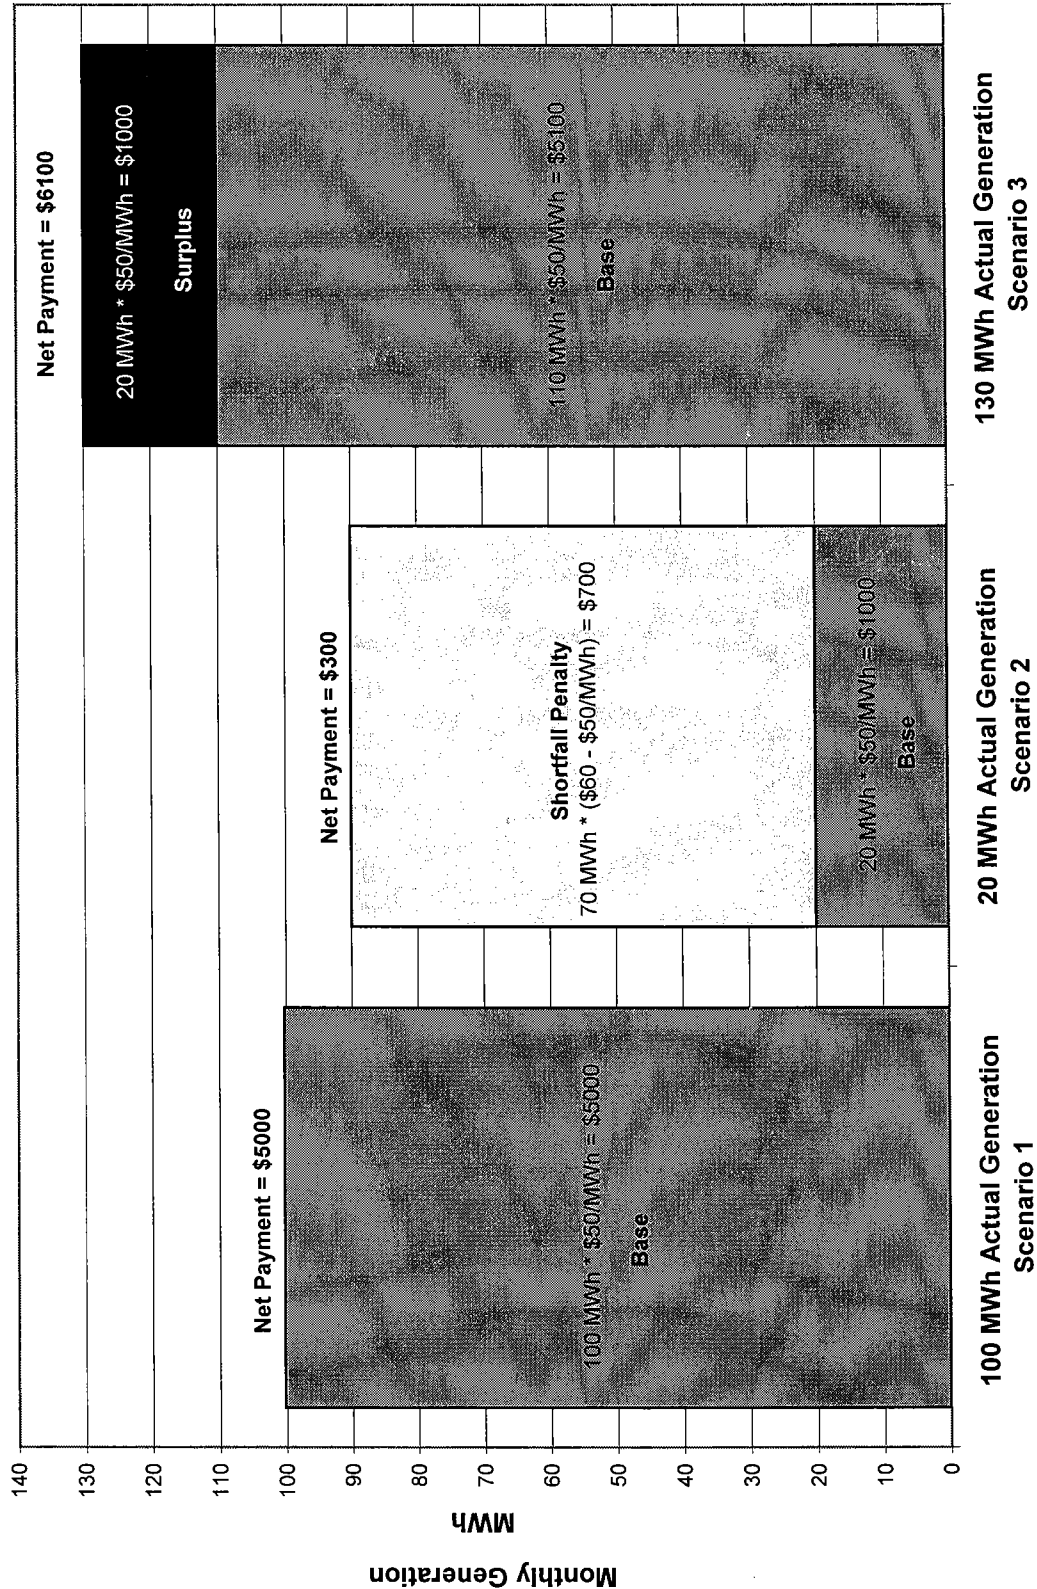 Monthly Generation
MWh
140
130
120
110
100
90
80
70
60
50
40
30
20
10
0
Net Payment = $5000
100 MWh * $50/MWh = $5000
Base
100 MWh Actual Generation
Scenario 1
Net Payment = $300
Shortfall Penalty
70 MWh * ($60 - $50/MWh) = $700
20 MWh * $50/MWh = $1000
Base
20 MWh Actual Generation
Scenario 2
Net Payment = $6100
20 MWh * $50/MWh = $1000
Surplus
110 MWh * $50/MWh = $5100
Base
130 MWh Actual Generation
Scenario 3